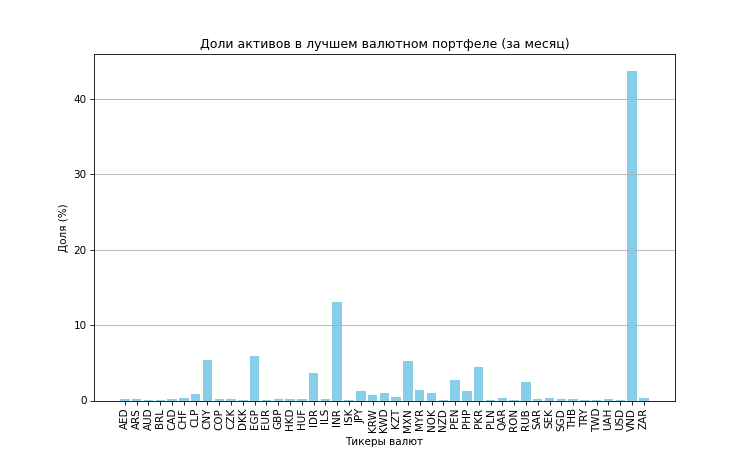 Доли активов в лучшем валютном портфеле (за месяц)
Доля (%)
40
30
20
10
0
AED
ARS
AUD
BRL
CAD
CHF
CLP
CNY
COP
CZK
DKK
EGP
EUR
GBP
HKD
HUF
IDR
ILS
INR
ISK
JPY
KRW
KWD
KZT
MXN
MYR
NOK
NZD
PEN
PHP
PKR
PLN
QAR
RON
RUB
SAR
SEK
SGD
THB
TRY
TWD
UAH
USD
VND
ZAR
Тикеры валют